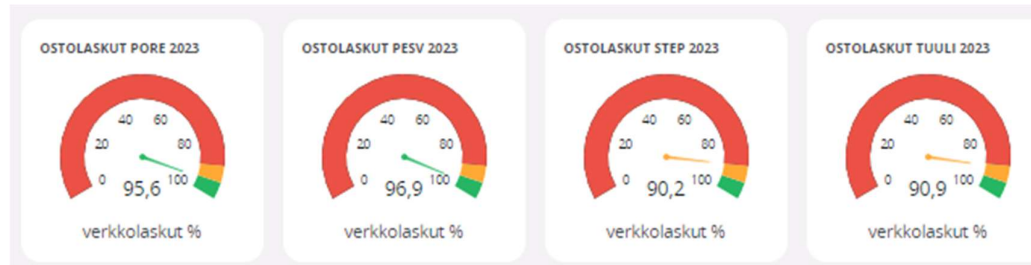 OSTOLASKUT PORE 2023
40 60
20 80
0 100
95,6
verkkolaskut %
OSTOLASKUT PESV 2023
40 60
20 80
0 100
96,9
verkkolaskut %
OSTOLASKUT STEP 2023
40 60
20 80
0 100
90,2
verkkolaskut %
OSTOLASKUT TUULI 2023
40 60
20 80
0 100
90,9
verkkolaskut %